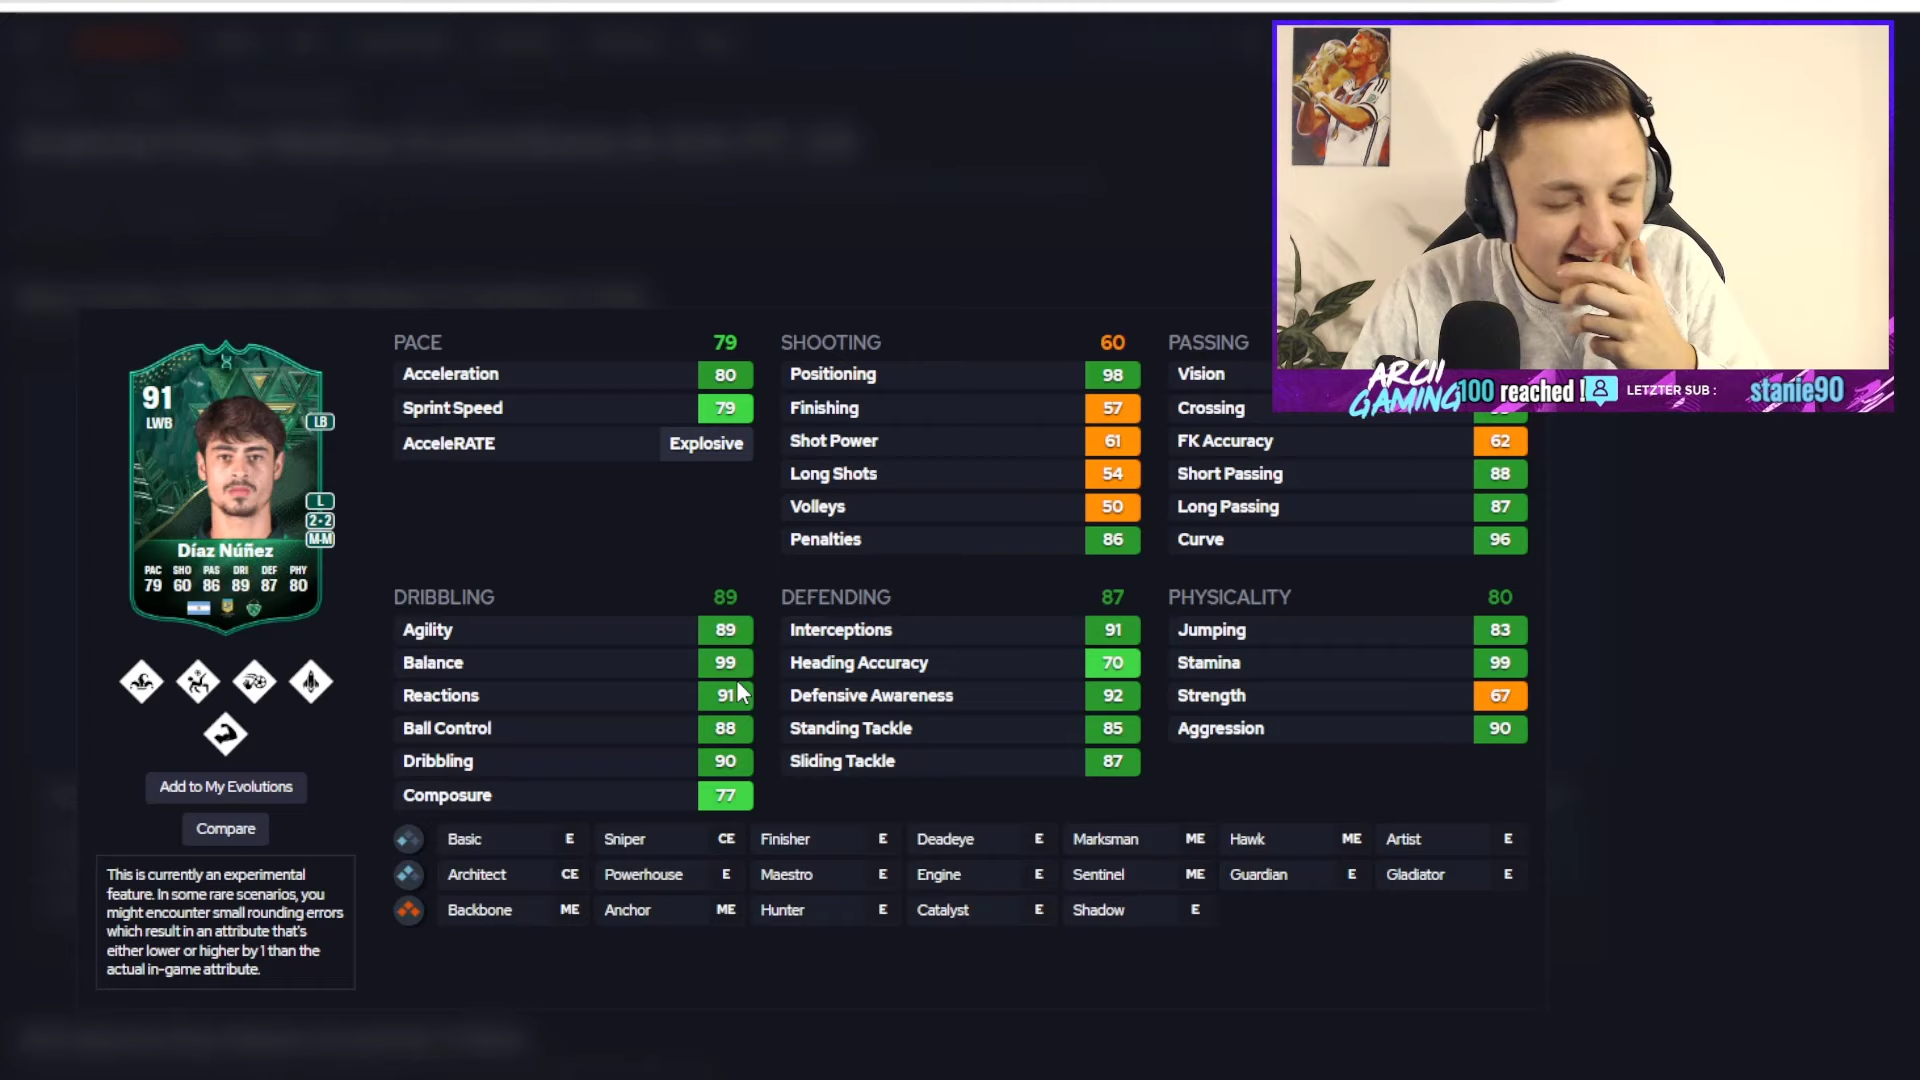 PACE 79
Acceleration 80
Sprint Speed 79
AcceleRATE Explosive
SHOOTING 60
Positioning 98
Finishing 57
Shot Power 61
Long Shots 54
Volleys 50
Penalties 86
PASSING
Vision
Crossing
FK Accuracy 62
Short Passing 88
Long Passing 87
Curve 96
ARCII
GAMING 100 reached ! LETZTER SUB : stanie90
91
LWB
LB
L
2-2
M-M
Díaz Núñez
PAC SHO PAS DRI DEF PHY
79 60 86 89 87 80
Add to My Evolutions
Compare
This is currently an experimental
feature. In some rare scenarios, you
might encounter small rounding errors
which result in an attribute that's
either lower or higher by 1 than the
actual in-game attribute.
DRIBBLING 89
Agility 89
Balance 99
Reactions 91
Ball Control 88
Dribbling 90
Composure 77
DEFENDING 87
Interceptions 91
Heading Accuracy 70
Defensive Awareness 92
Standing Tackle 85
Sliding Tackle 87
PHYSICALITY 80
Jumping 83
Stamina 99
Strength 67
Aggression 90
Basic E Sniper CE Finisher E Deadeye E Marksman ME Hawk ME Artist E
Architect CE Powerhouse E Maestro E Engine E Sentinel ME Guardian E Gladiator E
Backbone ME Anchor ME Hunter E Catalyst E Shadow E